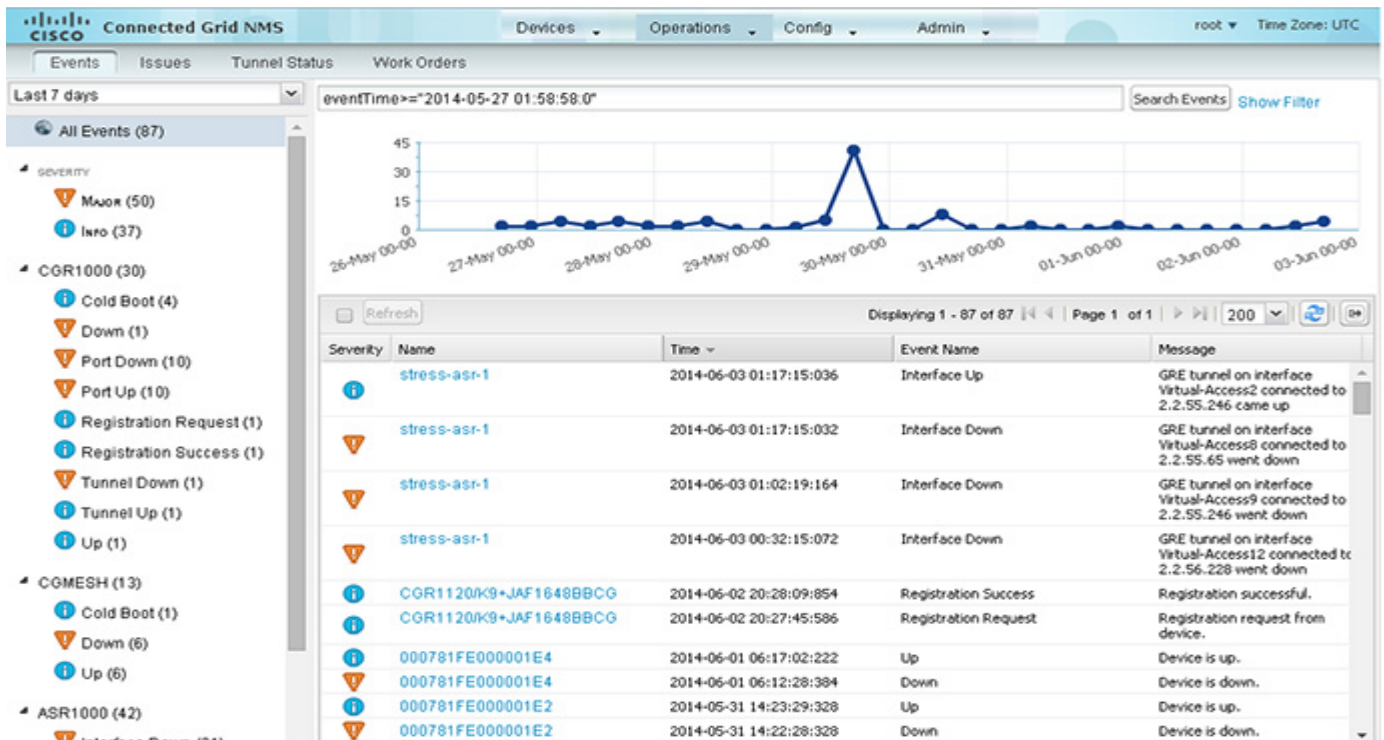 CISCO Connected Grid NMS Devices Operations Config Admin root Time Zone: UTC
Events Issues Tunnel Status Work Orders
Last 7 days
eventTime>="2014-05-27 01:58:58:0" Search Events Show Filter
All Events (87)
SEVERITY
MAJOR (50)
INFO (37)
CGR1000 (30)
Cold Boot (4)
Down (1)
Port Down (10)
Port Up (10)
Registration Request (1)
Registration Success (1)
Tunnel Down (1)
Tunnel Up (1)
Up (1)
CGMESH (13)
Cold Boot (1)
Down (6)
Up (6)
ASR1000 (42)
45
30
15
0
26-May 00-00 27-May 00-00 28-May 00-00 29-May 00-00 30-May 00-00 31-May 00-00 01-Jun 00-00 02-Jun 00-00 03-Jun 00-00
Refresh Displaying 1 - 87 of 87 Page 1 of 1 200
Severity Name Time Event Name Message
stress-asr-1 2014-06-03 01:17:15:036 Interface Up GRE tunnel on interface
Virtual-Access2 connected to
2.2.55.246 came up
stress-asr-1 2014-06-03 01:17:15:032 Interface Down GRE tunnel on interface
Virtual-Access8 connected to
2.2.55.65 went down
stress-asr-1 2014-06-03 01:02:19:164 Interface Down GRE tunnel on interface
Virtual-Access9 connected to
2.2.55.246 went down
stress-asr-1 2014-06-03 00:32:15:072 Interface Down GRE tunnel on interface
Virtual-Access12 connected to
2.2.56.228 went down
CGR1120/K9+JAF1648BBCG 2014-06-02 20:28:09:854 Registration Success Registration successful.
CGR1120/K9+JAF1648BBCG 2014-06-02 20:27:45:586 Registration Request Registration request from
device.
000781FE000001E4 2014-06-01 06:17:02:222 Up Device is up.
000781FE000001E4 2014-06-01 06:12:28:384 Down Device is down.
000781FE000001E2 2014-05-31 14:23:29:328 Up Device is up.
000781FE000001E2 2014-05-31 14:22:28:328 Down Device is down.